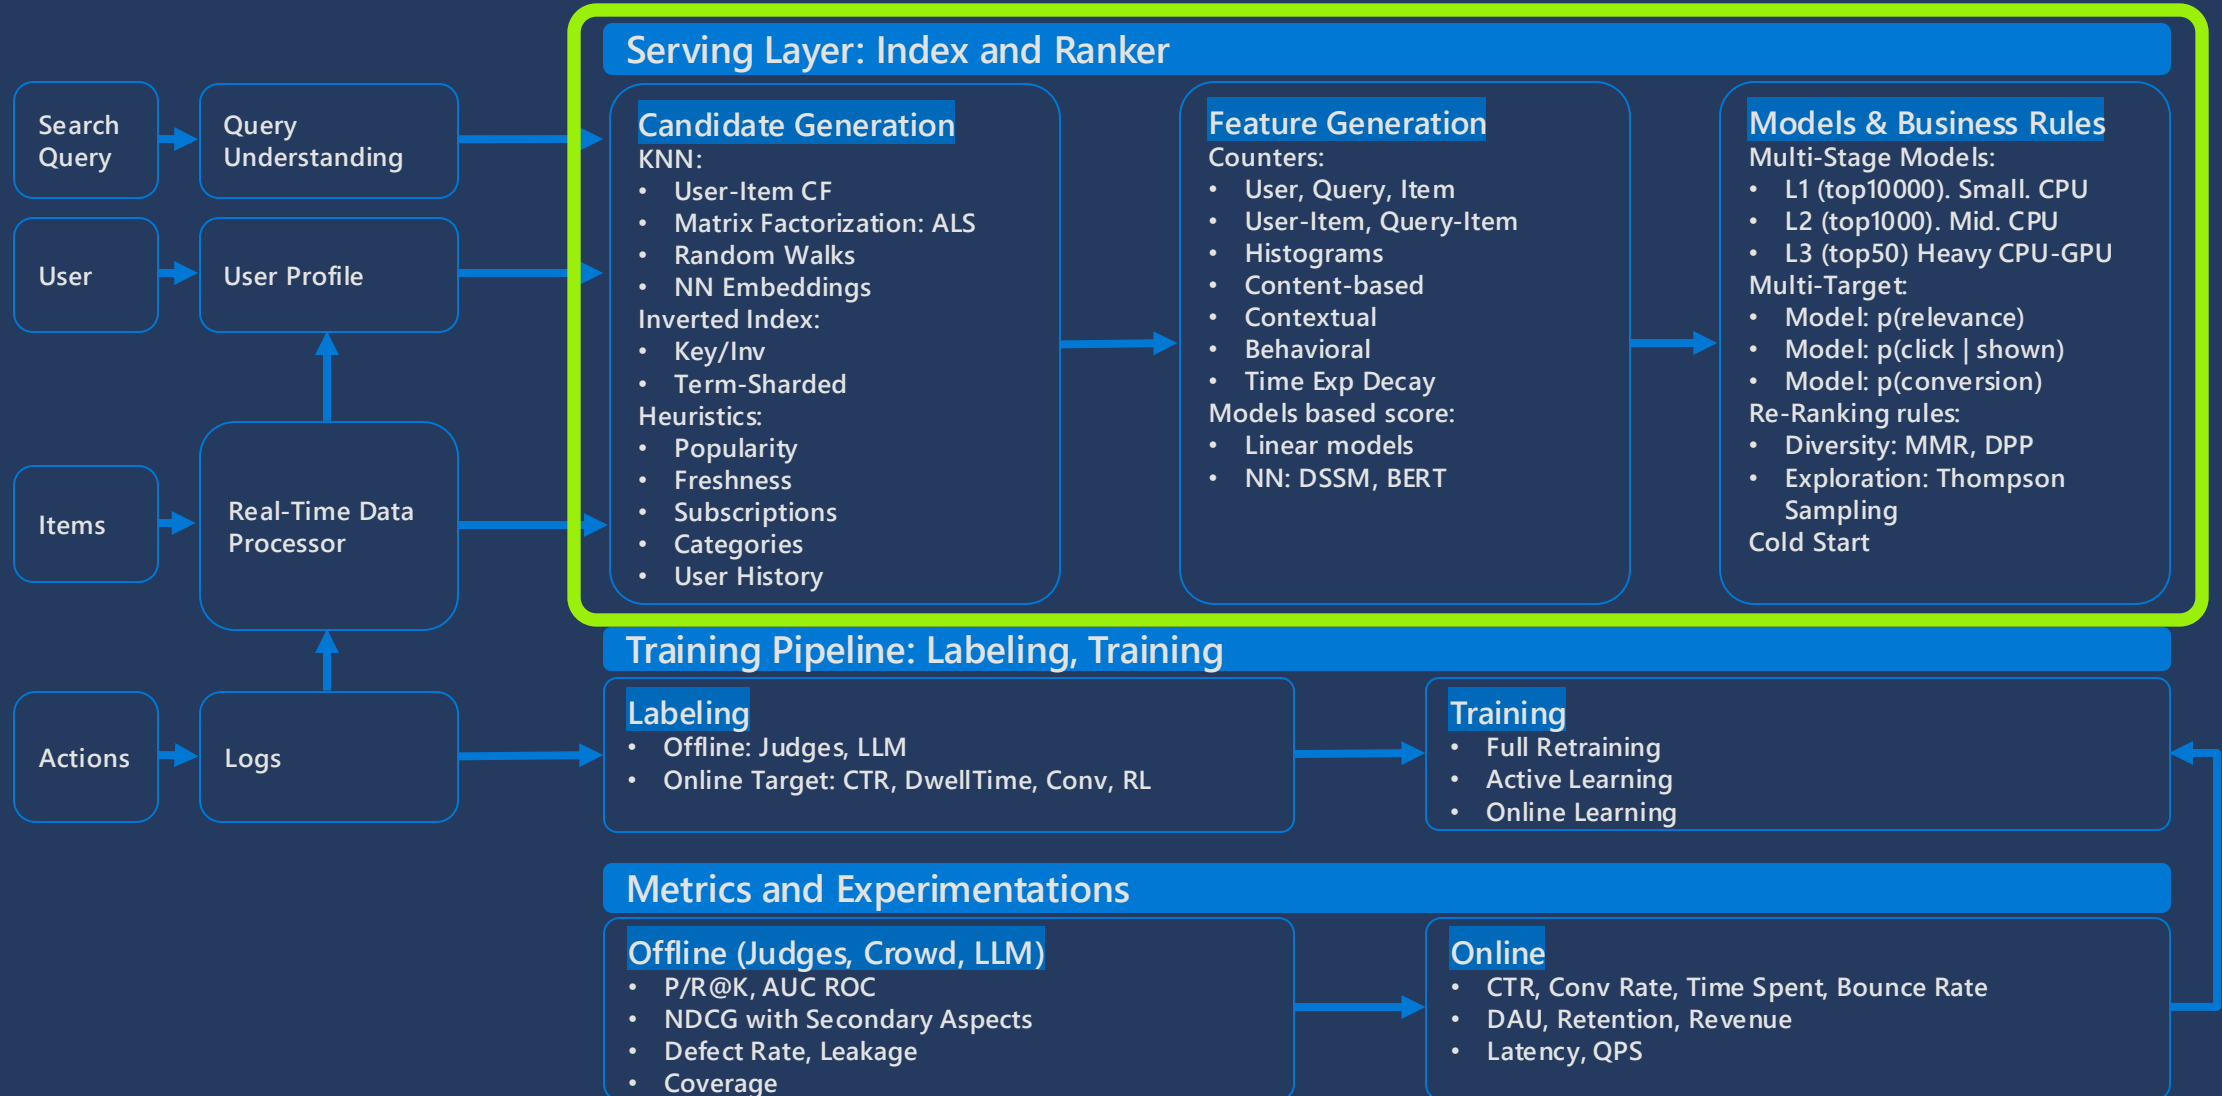 Serving Layer: Index and Ranker
Search
Query
Query
Understanding
User
User Profile
Items
Real-Time Data
Processor
Actions
Logs
Candidate Generation
KNN:
• User-Item CF
• Matrix Factorization: ALS
• Random Walks
• NN Embeddings
Inverted Index:
• Key/Inv
• Term-Sharded
Heuristics:
• Popularity
• Freshness
• Subscriptions
• Categories
• User History
Feature Generation
Counters:
• User, Query, Item
• User-Item, Query-Item
• Histograms
• Content-based
• Contextual
• Behavioral
• Time Exp Decay
Models based score:
• Linear models
• NN: DSSM, BERT
Models & Business Rules
Multi-Stage Models:
• L1 (top10000). Small. CPU
• L2 (top1000). Mid. CPU
• L3 (top50) Heavy CPU-GPU
Multi-Target:
• Model: p(relevance)
• Model: p(click | shown)
• Model: p(conversion)
Re-Ranking rules:
• Diversity: MMR, DPP
• Exploration: Thompson
Sampling
Cold Start
Training Pipeline: Labeling, Training
Labeling
• Offline: Judges, LLM
• Online Target: CTR, DwellTime, Conv, RL
Training
• Full Retraining
• Active Learning
• Online Learning
Metrics and Experimentations
Offline (Judges, Crowd, LLM)
• P/R@K, AUC ROC
• NDCG with Secondary Aspects
• Defect Rate, Leakage
• Coverage
Online
• CTR, Conv Rate, Time Spent, Bounce Rate
• DAU, Retention, Revenue
• Latency, QPS